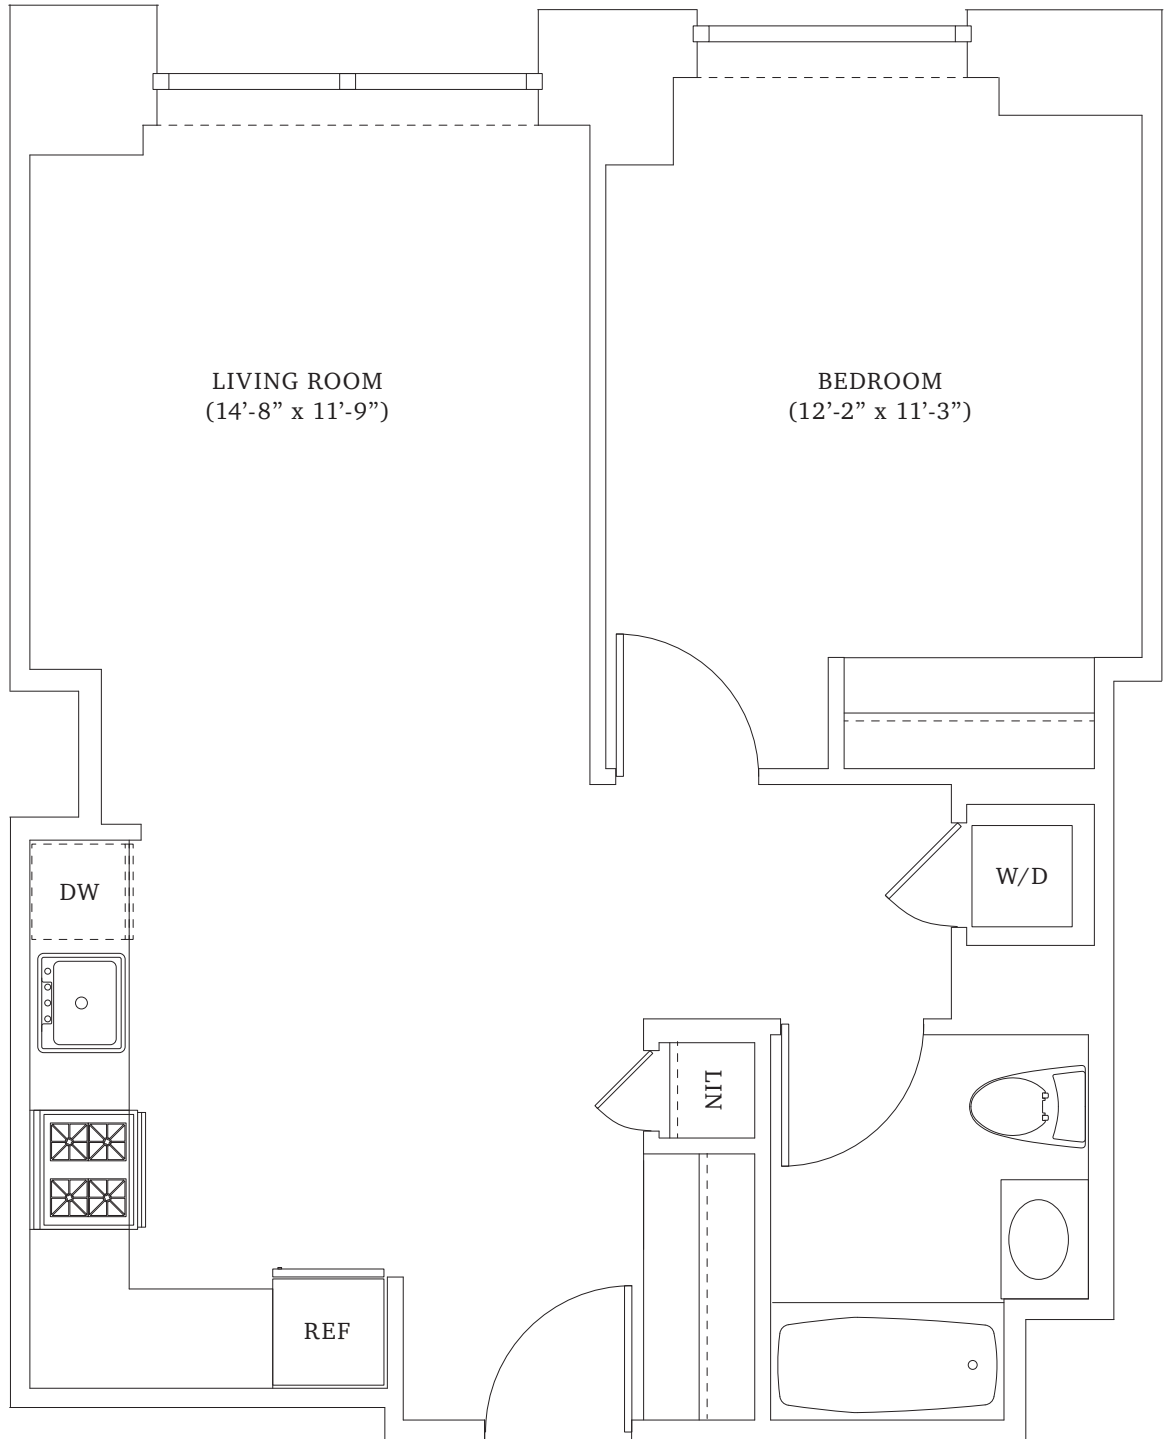 LIVING ROOM
(14’-8” x 11’-9”)
BEDROOM
(12’-2” x 11’-3”)
DW
W/D
LIN
REF